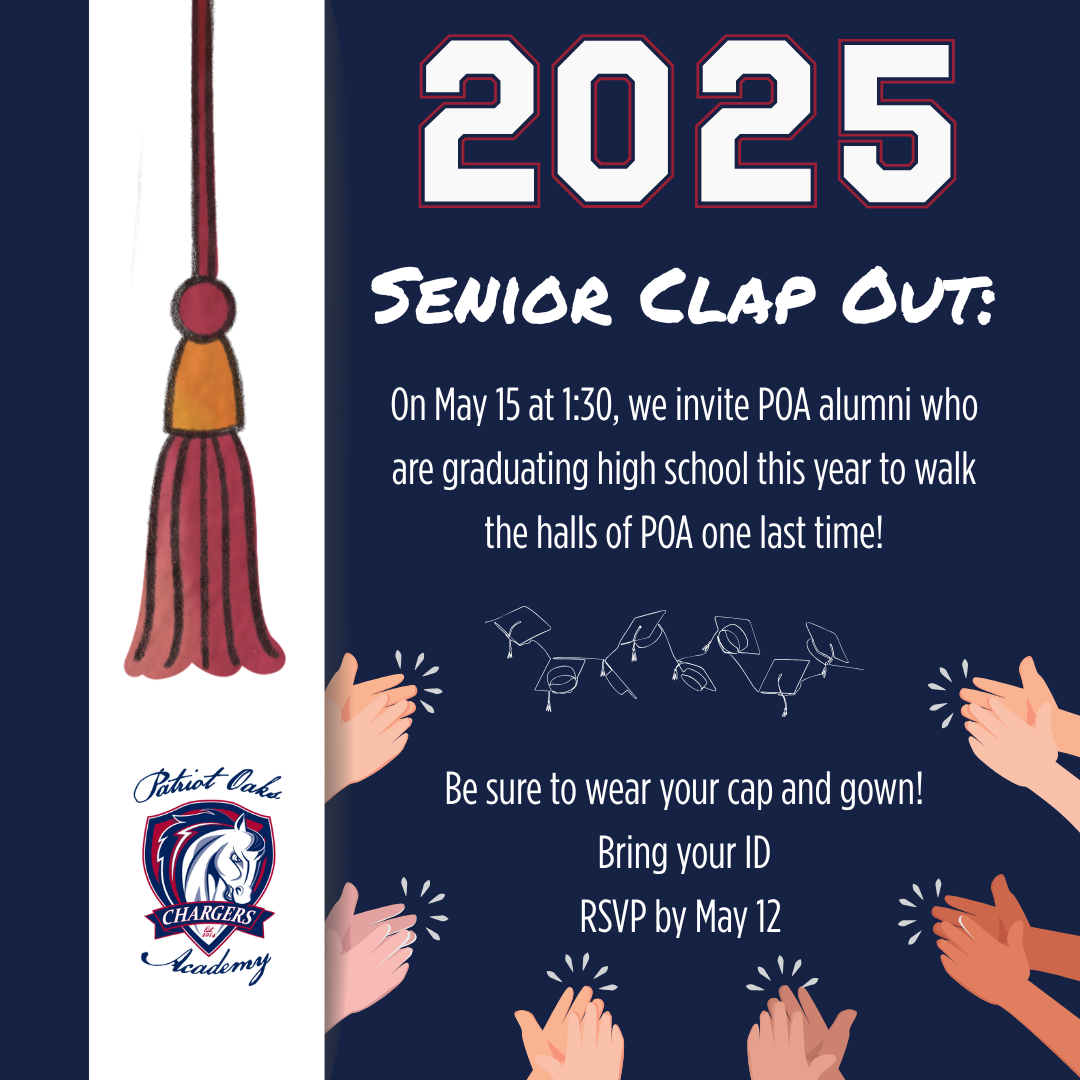 2025
Senior Clap Out:
On May 15 at 1:30, we invite POA alumni who
are graduating high school this year to walk
the halls of POA one last time!
Be sure to wear your cap and gown!
Bring your ID
RSVP by May 12
Patriot Oaks
CHARGERS
Est.
2014
Academy